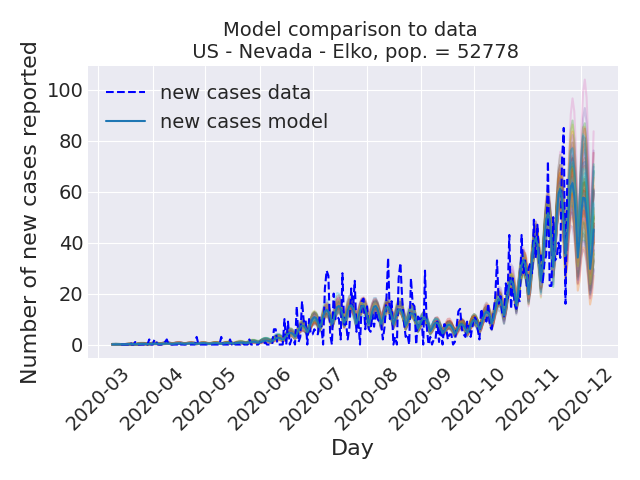 Model comparison to data
US - Nevada - Elko, pop. = 52778
Number of new cases reported
100
80
60
40
20
0
new cases data
new cases model
2020-03
2020-04
2020-05
2020-06
2020-07
2020-08
2020-09
2020-10
2020-11
2020-12
Day